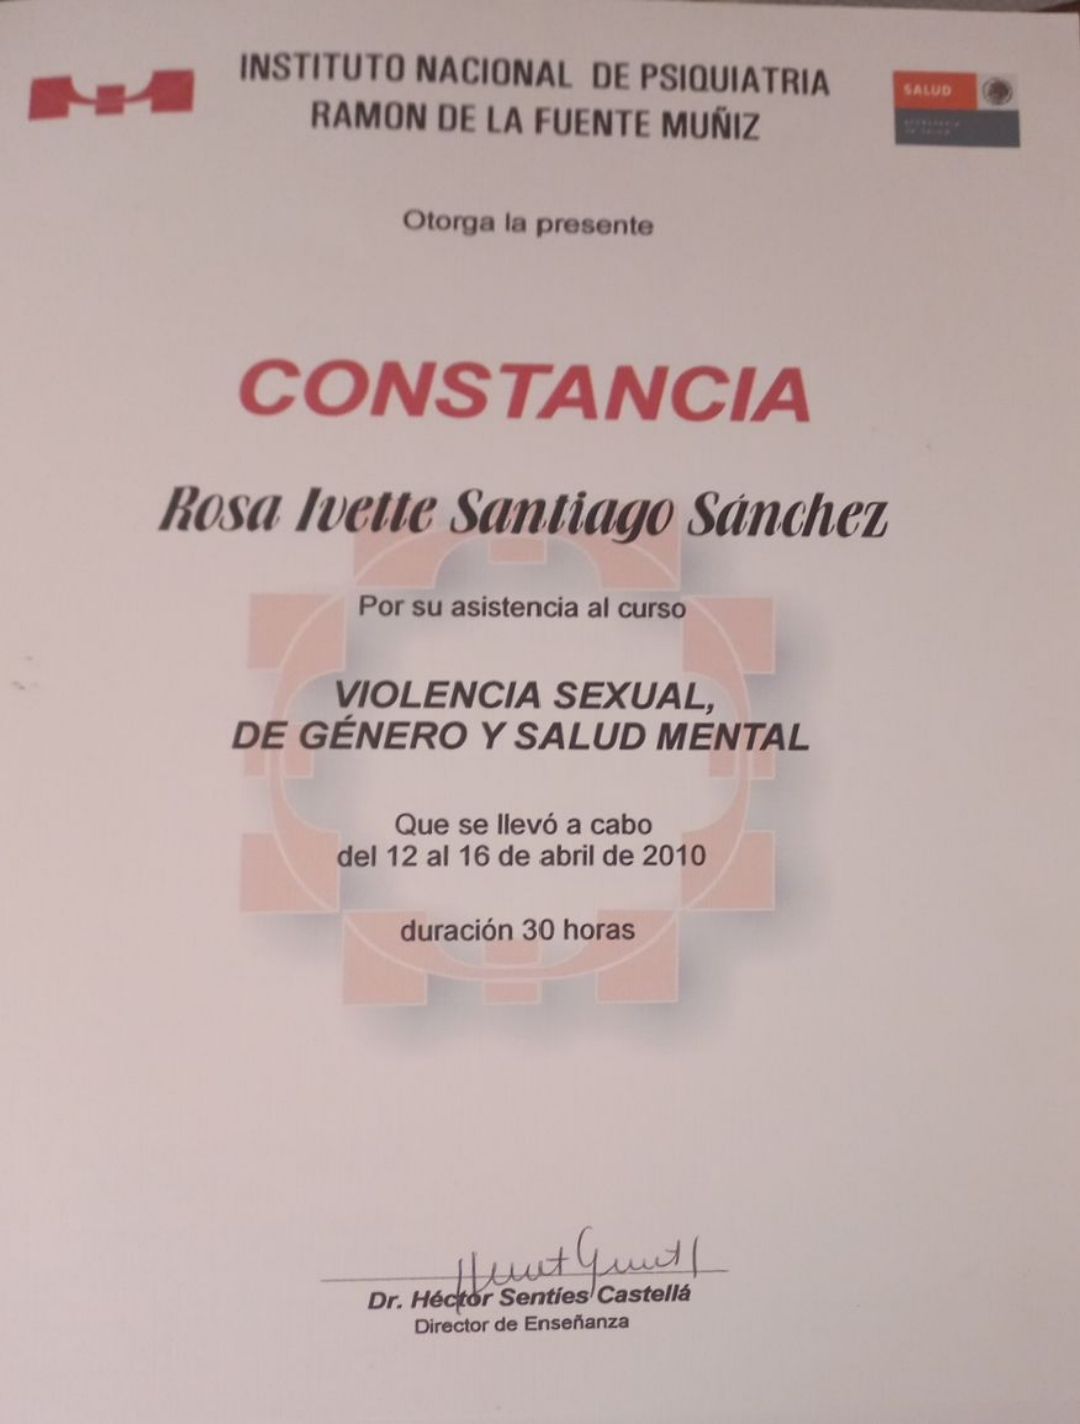 INSTITUTO NACIONAL DE PSIQUIATRIA
RAMON DE LA FUENTE MUÑIZ
SALUD
Otorga la presente
CONSTANCIA
Rosa Ivette Santiago Sánchez
Por su asistencia al curso
VIOLENCIA SEXUAL,
DE GÉNERO Y SALUD MENTAL
Que se llevó a cabo
del 12 al 16 de abril de 2010
duración 30 horas
Dr. Héctor Sentíes Castellá
Director de Enseñanza